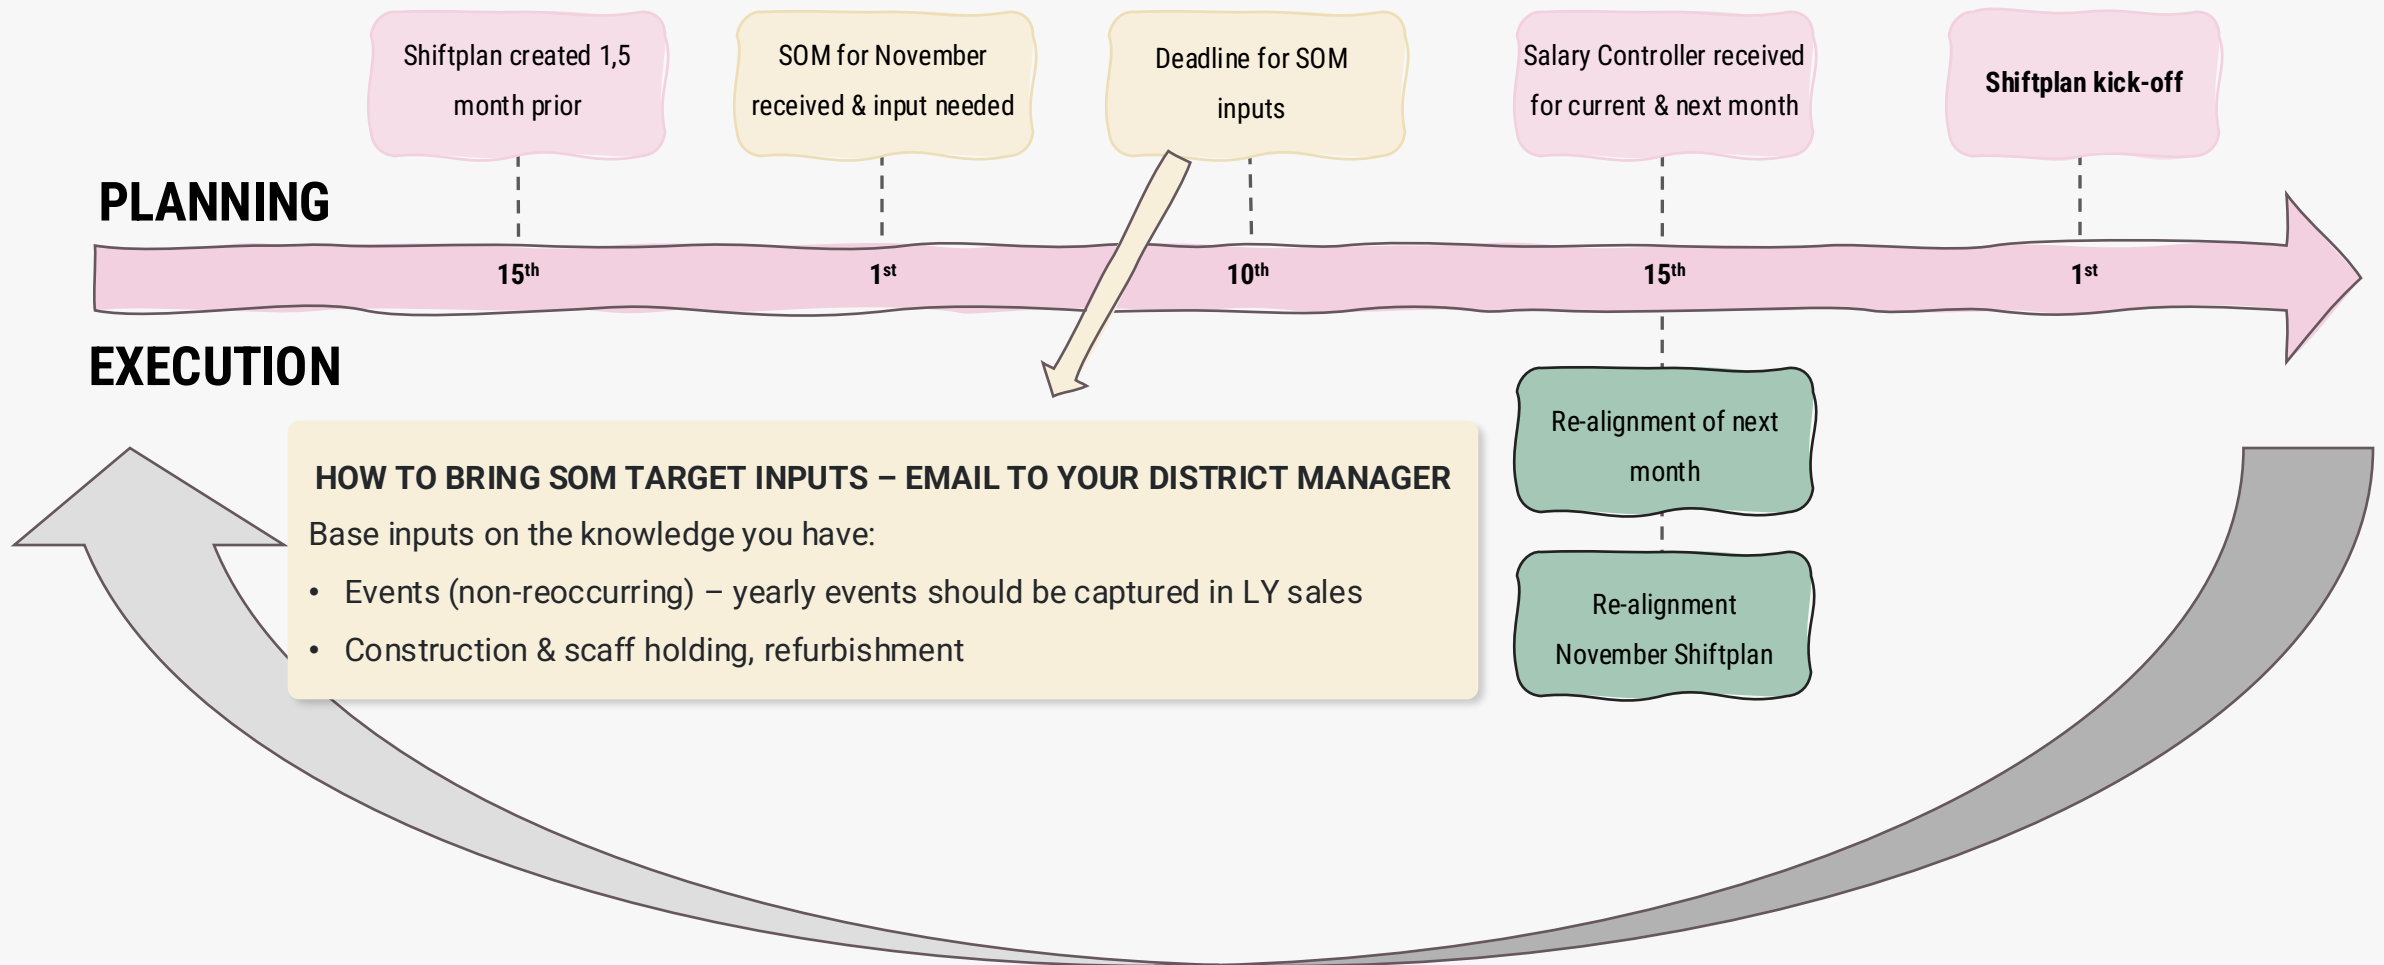 Shiftplan created 1,5
month prior
SOM for November
received & input needed
Deadline for SOM
inputs
Salary Controller received
for current & next month
Shiftplan kick-off
PLANNING
15th
1st
10th
15th
1st
EXECUTION
HOW TO BRING SOM TARGET INPUTS – EMAIL TO YOUR DISTRICT MANAGER
Base inputs on the knowledge you have:
• Events (non-reoccurring) – yearly events should be captured in LY sales
• Construction & scaff holding, refurbishment
Re-alignment of next
month
Re-alignment
November Shiftplan